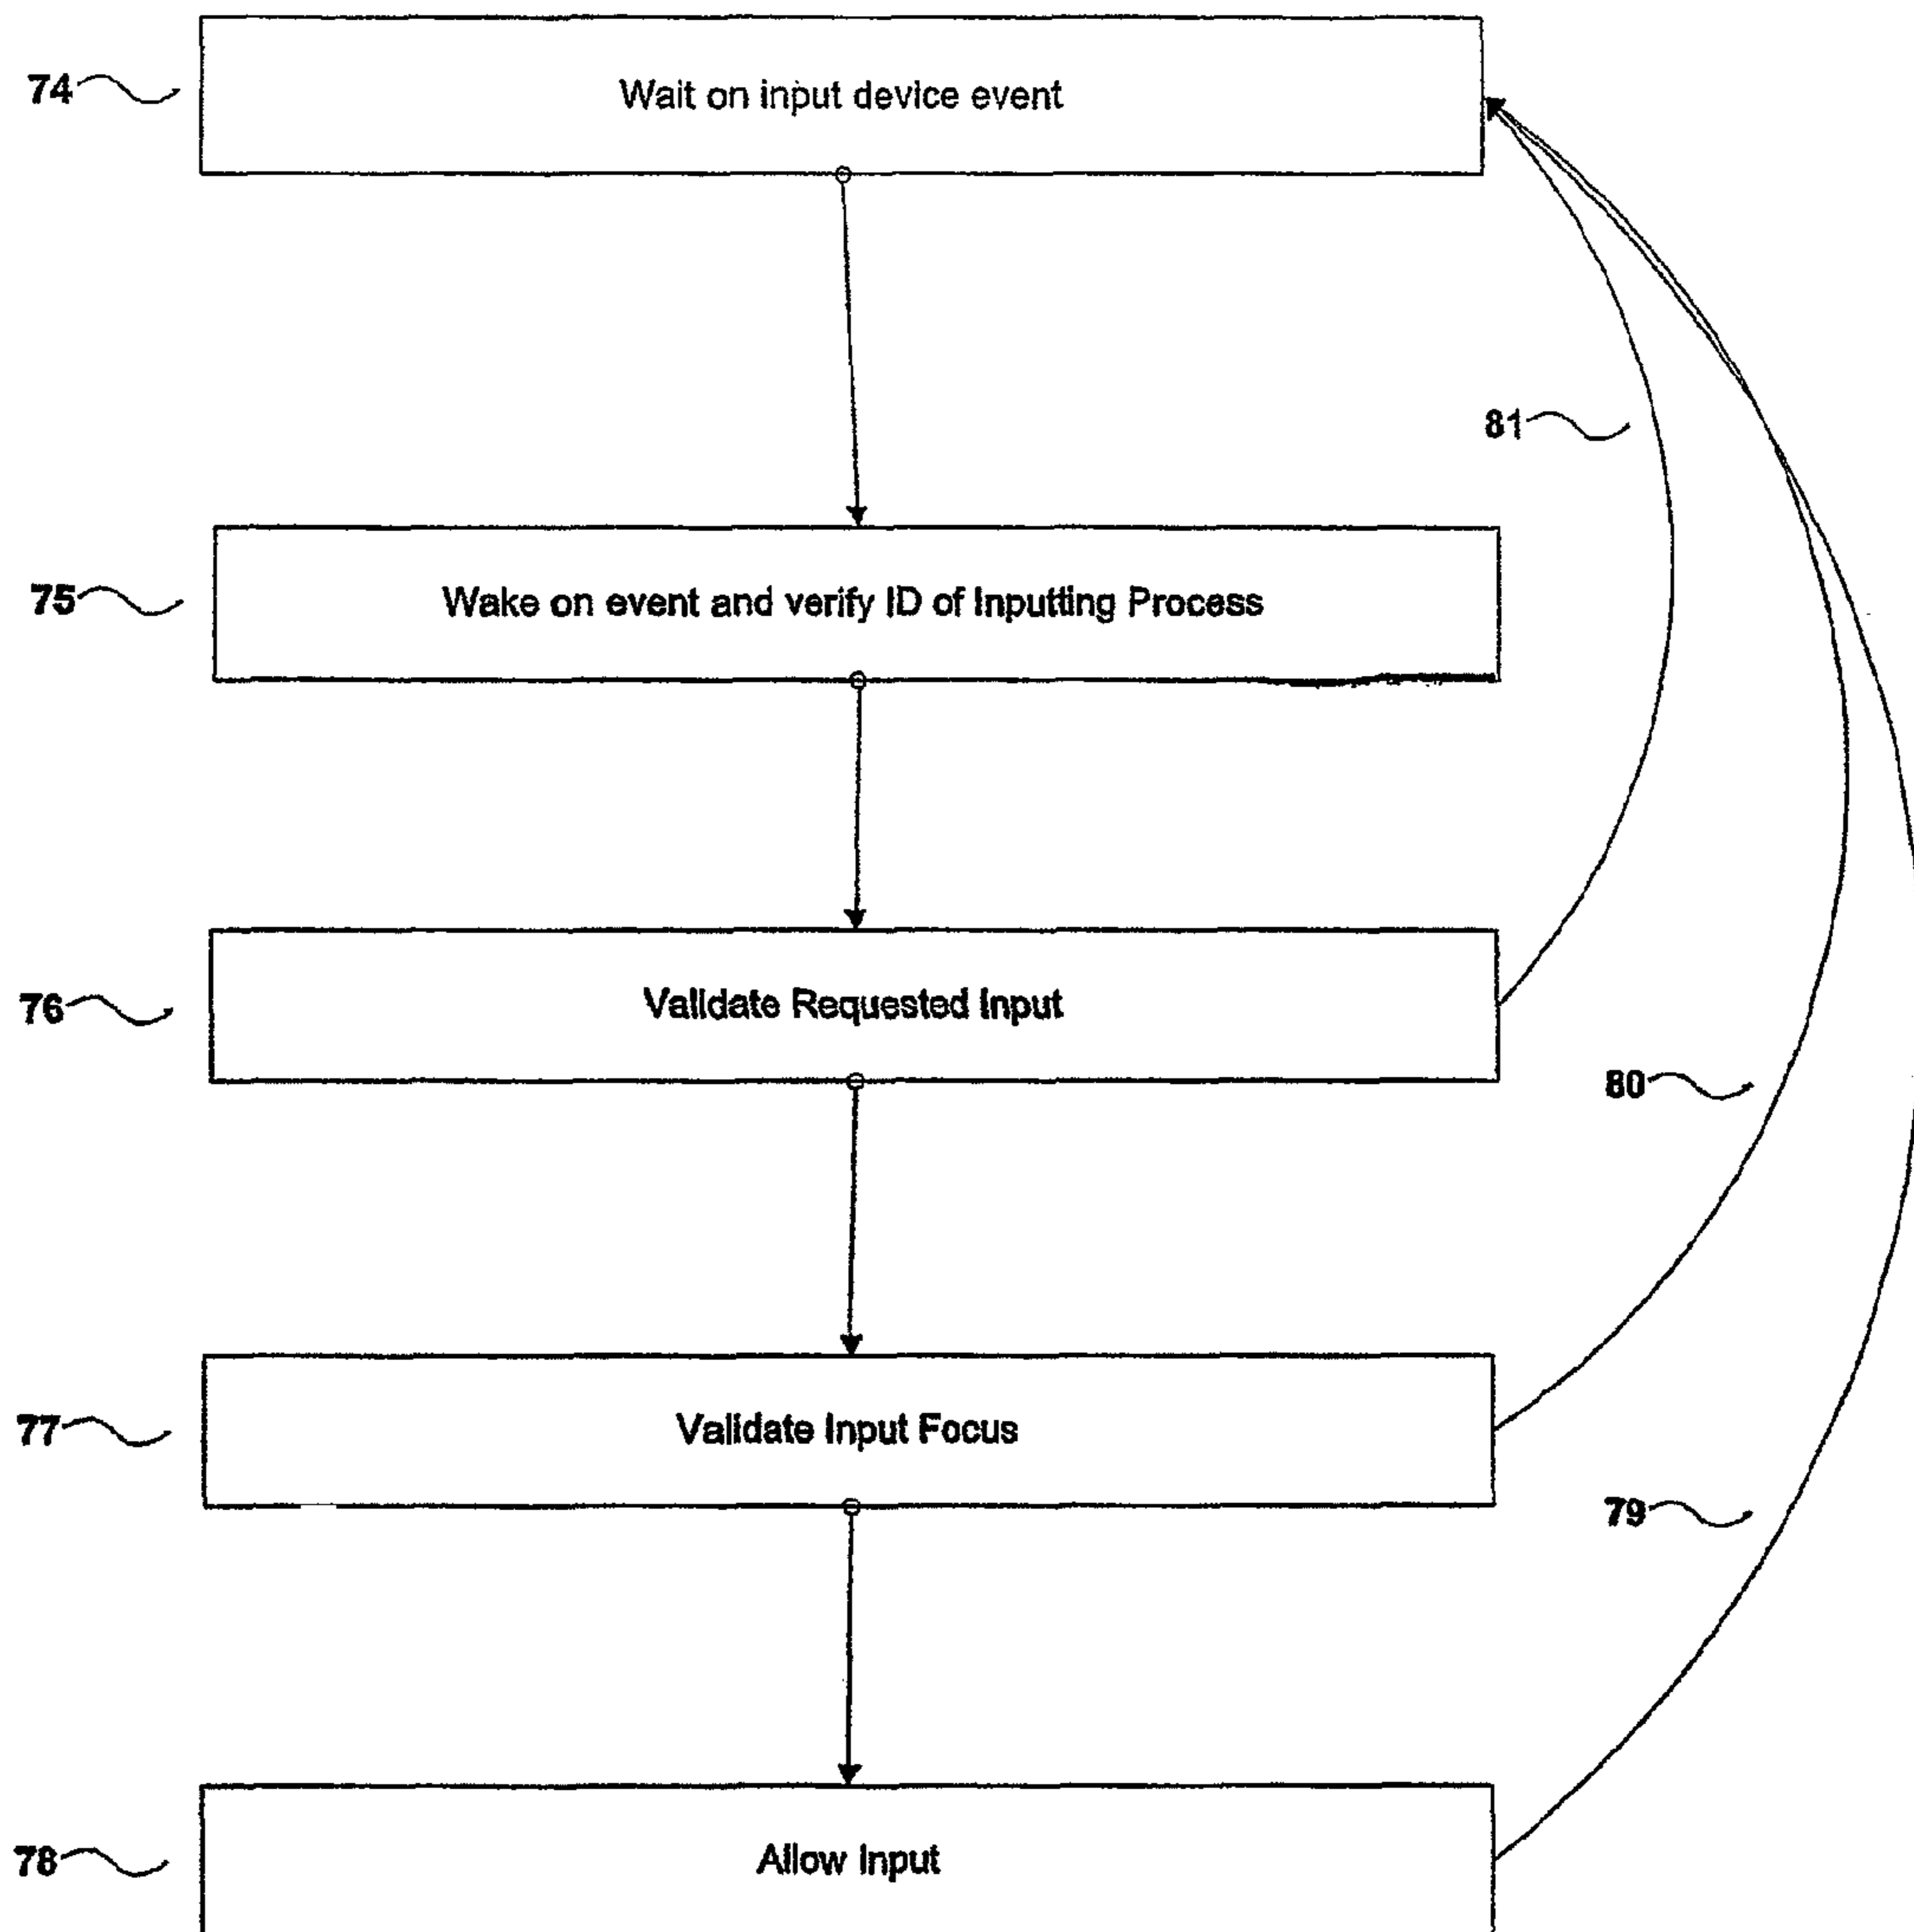 74 Wait on input device event
81
75 Wake on event and verify ID of Inputting Process
76 Validate Requested Input
80
77 Validate Input Focus
79
78 Allow Input